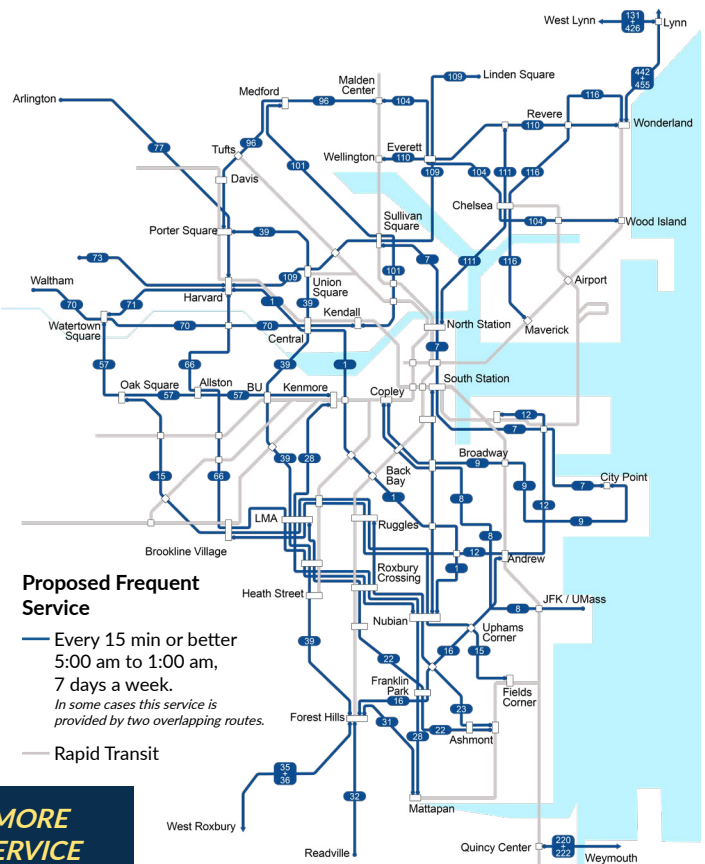 131
+
426
West Lynn
Lynn
442
+
455
Malden
Center
109
Linden Square
Medford
96
104
116
Arlington
Revere
110
Wonderland
77
Tufts
96
Everett
Wellington
110
101
109
104
111
116
Davis
Chelsea
Sullivan
Square
104
Wood Island
Porter Square
39
7
111
116
73
109
Union
Square
101
Airport
Waltham
Harvard
1
39
70
71
Kendall
Watertown
Square
70
70
Central
North Station
Maverick
7
57
66
39
1
South Station
Oak Square
Allston
57
57
BU
Kenmore
Copley
12
7
Broadway
9
City Point
15
66
39
28
Back
Bay
1
8
9
7
12
9
LMA
Ruggles
8
Brookline Village
12
Andrew
Roxbury
Crossing
1
Heath Street
8
JFK / UMass
Nubian
Uphams
Corner
39
16
15
22
Franklin
Park
Fields
Corner
16
23
Forest Hills
31
28
22
Ashmont
35
+
36
32
Mattapan
West Roxbury
Readville
Quincy Center
220
+
222
Weymouth
Proposed Frequent
Service
Every 15 min or better
5:00 am to 1:00 am,
7 days a week.
In some cases this service is
provided by two overlapping routes.
Rapid Transit
MORE
ERVICE